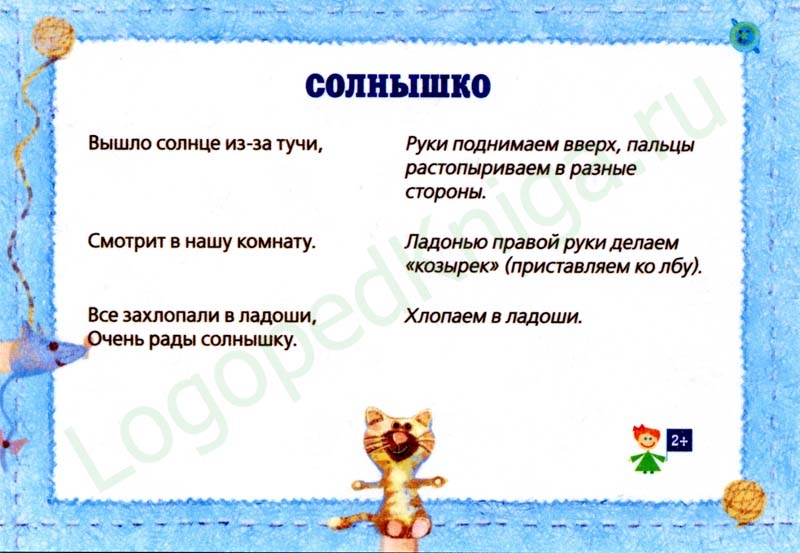 СОЛНЫШКО
Вышло солнце из-за тучи,
Руки поднимаем вверх, пальцы
растопыриваем в разные
стороны.
Смотрит в нашу комнату.
Ладонью правой руки делаем
«козырек» (приставляем ко лбу).
Все захлопали в ладоши,
Очень рады солнышку.
Хлопаем в ладоши.
2+
LogopedKniga.ru